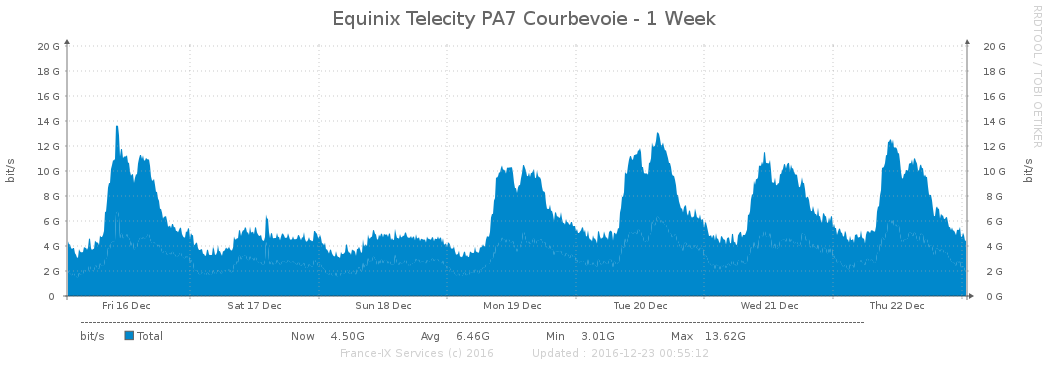 Equinix Telecity PA7 Courbevoie - 1 Week
RRDTOOL / TOBI OETIKER
20 G 20 G
18 G 18 G
16 G 16 G
14 G 14 G
12 G 12 G
10 G 10 G
8 G 8 G
6 G 6 G
4 G 4 G
2 G 2 G
0 0 G
bit/s
bit/s
Fri 16 Dec Sat 17 Dec Sun 18 Dec Mon 19 Dec Tue 20 Dec Wed 21 Dec Thu 22 Dec
bit/s Total Now 4.50G Avg 6.46G Min 3.01G Max 13.62G
France-IX Services (c) 2016 Updated : 2016-12-23 00:55:12